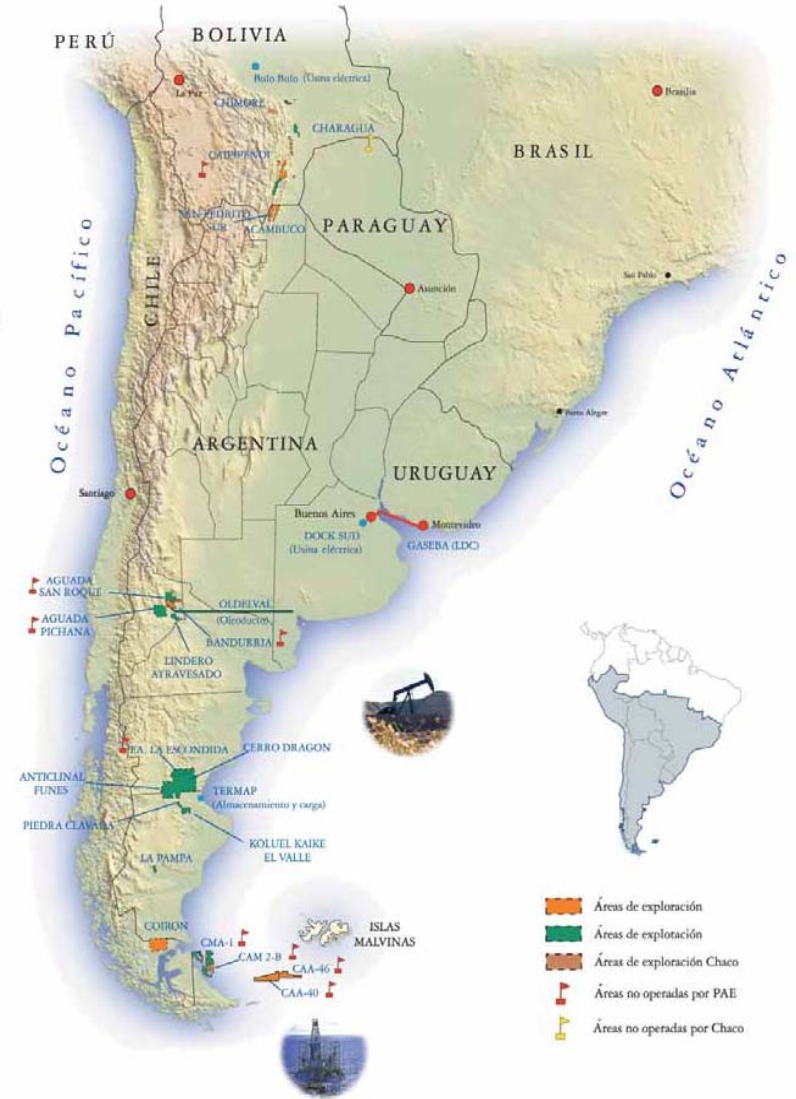 PERÚ
BOLIVIA
Bulo Bulo (Usina eléctrica)
La Paz
CHIMORE
Brasilia
CHARAGUA
BRASIL
CAIPIPENDI
SAN PEDRITO
SUR
ACAMBUCO
PARAGUAY
Océano Pacífico
CHILE
Asunción
San Pablo
Océano Atlántico
Porto Alegre
ARGENTINA
URUGUAY
Santiago
Buenos Aires
Montevideo
DOCK SUD
(Usina eléctrica)
GASEBA (LDC)
AGUADA
SAN ROQUE
OLDELVAL
(Oleoducto)
AGUADA
PICHANA
BANDURRIA
LINDERO
ATRAVESADO
EA. LA ESCONDIDA
CERRO DRAGON
ANTICLINAL
FUNES
TERMAP
(Almacenamiento y carga)
PIEDRA CLAVADA
KOLUEL KAIKE
EL VALLE
LA PAMPA
COIRON
CMA-1
ISLAS
MALVINAS
CAM 2-B
CAA-46
CAA-40
Áreas de exploración
Áreas de explotación
Áreas de exploración Chaco
Áreas no operadas por PAE
Áreas no operadas por Chaco